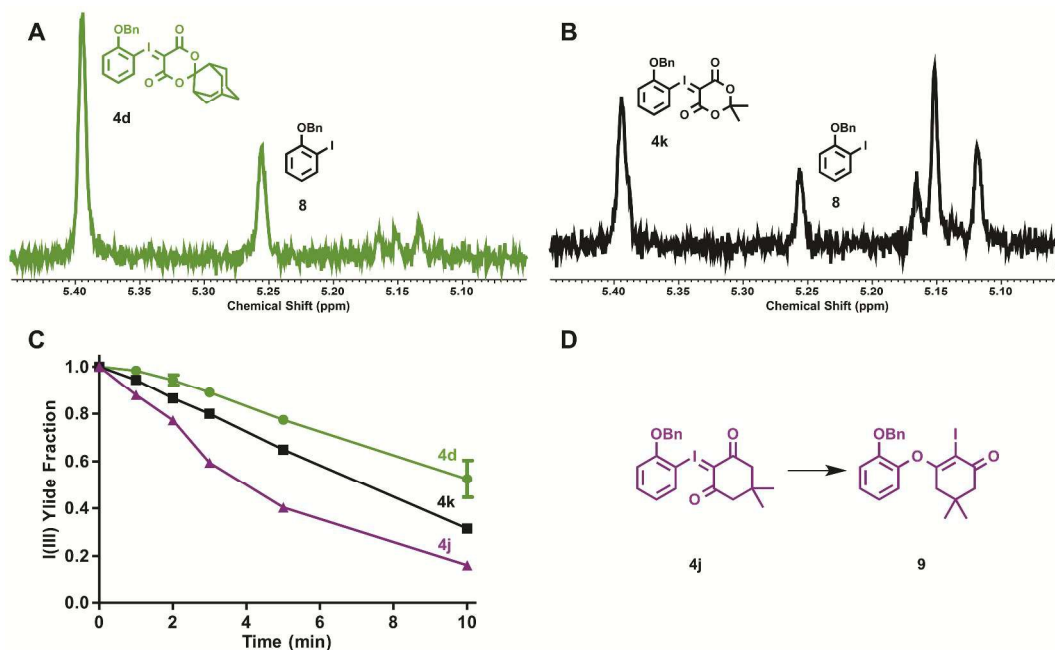 A
OBn
I
O
O
O
O
4d
OBn
I
8
5.40 5.35 5.30 5.25 5.20 5.15 5.10
Chemical Shift (ppm)
B
OBn
I
O
O
O
O
4k
OBn
I
8
5.40 5.35 5.30 5.25 5.20 5.15 5.10
Chemical Shift (ppm)
C
I(III) Ylide Fraction
1.0
0.8
0.6
0.4
0.2
0.0
4d
4k
4j
0 2 4 6 8 10
Time (min)
D
OBn
I
O
O
4j
OBn
O
I
O
9